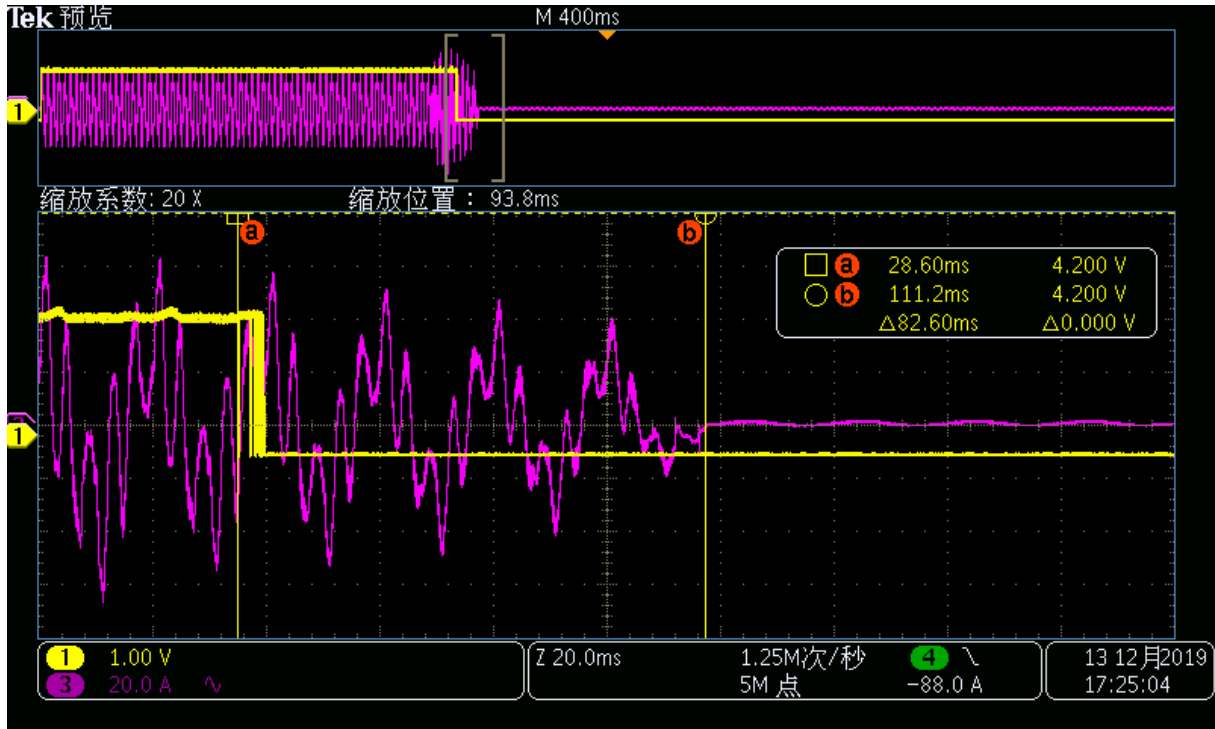 Tek 预览 M 400ms
1
缩放系数: 20 X 缩放位置： 93.8ms
a b
a 28.60ms 4.200 V
b 111.2ms 4.200 V
△82.60ms △0.000 V
1
1 1.00 V Z 20.0ms 1.25M次/秒 4 \ 13 12月2019
3 20.0 A ∿ 5M 点 -88.0 A 17:25:04